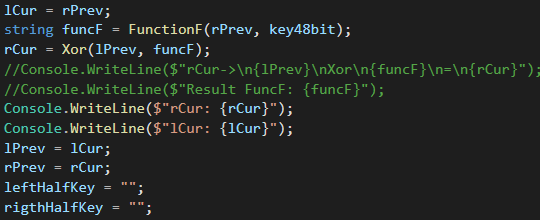 lCur = rPrev;
string funcF = FunctionF(rPrev, key48bit);
rCur = Xor(lPrev, funcF);
//Console.WriteLine($"rCur->\n{lPrev}\nXor\n{funcF}\n=\n{rCur}");
//Console.WriteLine($"Result FuncF: {funcF}");
Console.WriteLine($"rCur: {rCur}");
Console.WriteLine($"lCur: {lCur}");
lPrev = lCur;
rPrev = rCur;
leftHalfKey = "";
rigthHalfKey = "";